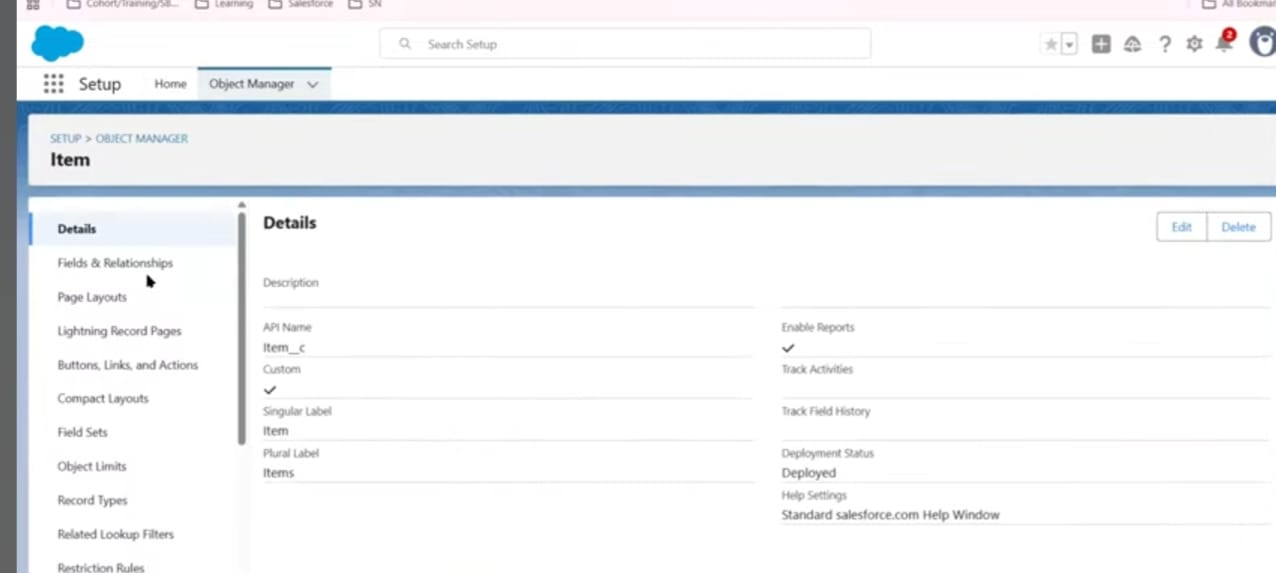 Cohort/Training/SB... Learning Salesforce SN All Bookmar
Search Setup
2
Setup Home Object Manager
SETUP > OBJECT MANAGER
Item
Details
Fields & Relationships
Page Layouts
Lightning Record Pages
Buttons, Links, and Actions
Compact Layouts
Field Sets
Object Limits
Record Types
Related Lookup Filters
Restriction Rules
Details
Edit Delete
Description
API Name
Item__c
Custom
Singular Label
Item
Plural Label
Items
Enable Reports
Track Activities
Track Field History
Deployment Status
Deployed
Help Settings
Standard salesforce.com Help Window